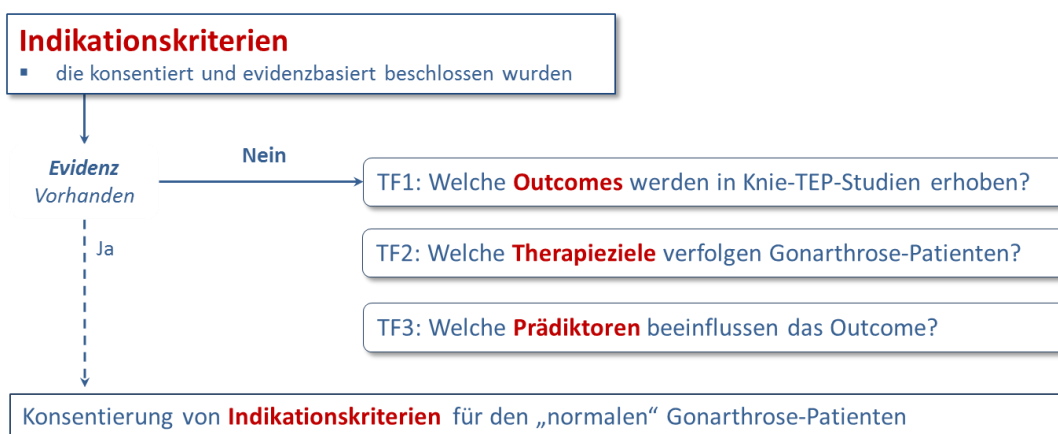 Indikationskriterien
▪ die konsentiert und evidenzbasiert beschlossen wurden
Evidenz
Vorhanden
Nein
Ja
TF1: Welche Outcomes werden in Knie-TEP-Studien erhoben?
TF2: Welche Therapieziele verfolgen Gonarthrose-Patienten?
TF3: Welche Prädiktoren beeinflussen das Outcome?
Konsentierung von Indikationskriterien für den „normalen“ Gonarthrose-Patienten